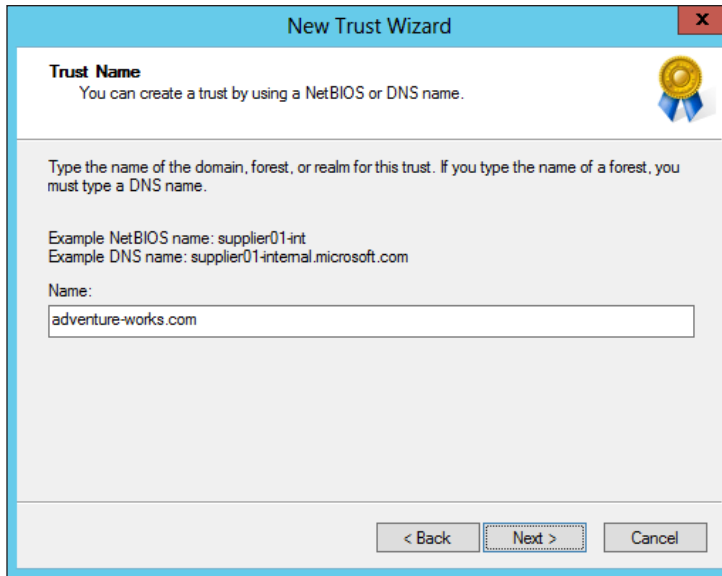 New Trust Wizard
x
Trust Name
You can create a trust by using a NetBIOS or DNS name.
Type the name of the domain, forest, or realm for this trust. If you type the name of a forest, you
must type a DNS name.
Example NetBIOS name: supplier01-int
Example DNS name: supplier01-internal.microsoft.com
Name:
adventure-works.com
< Back Next > Cancel